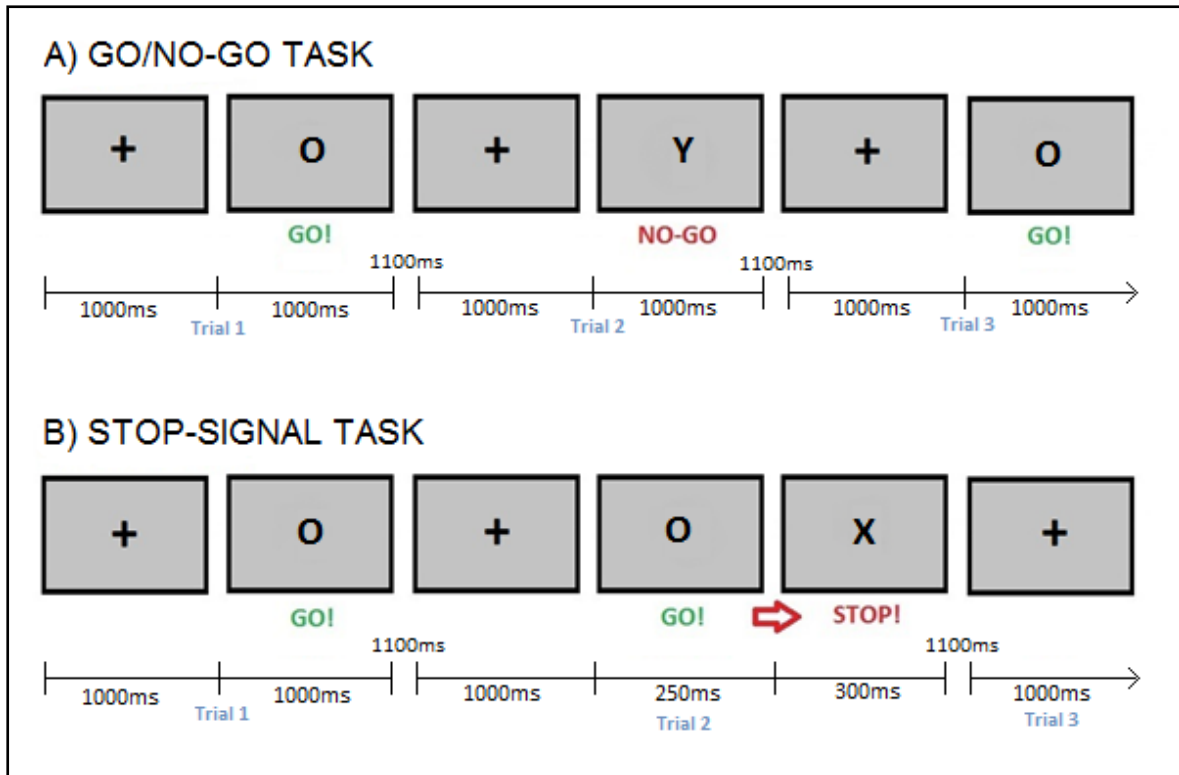 A) GO/NO-GO TASK
+ O + Y + O
GO! NO-GO GO!
1100ms 1100ms
1000ms 1000ms 1000ms 1000ms 1000ms 1000ms
Trial 1 Trial 2 Trial 3
B) STOP-SIGNAL TASK
+ O + O X +
GO! GO! STOP!
1100ms 1100ms
1000ms 1000ms 1000ms 250ms 300ms 1000ms
Trial 1 Trial 2 Trial 3